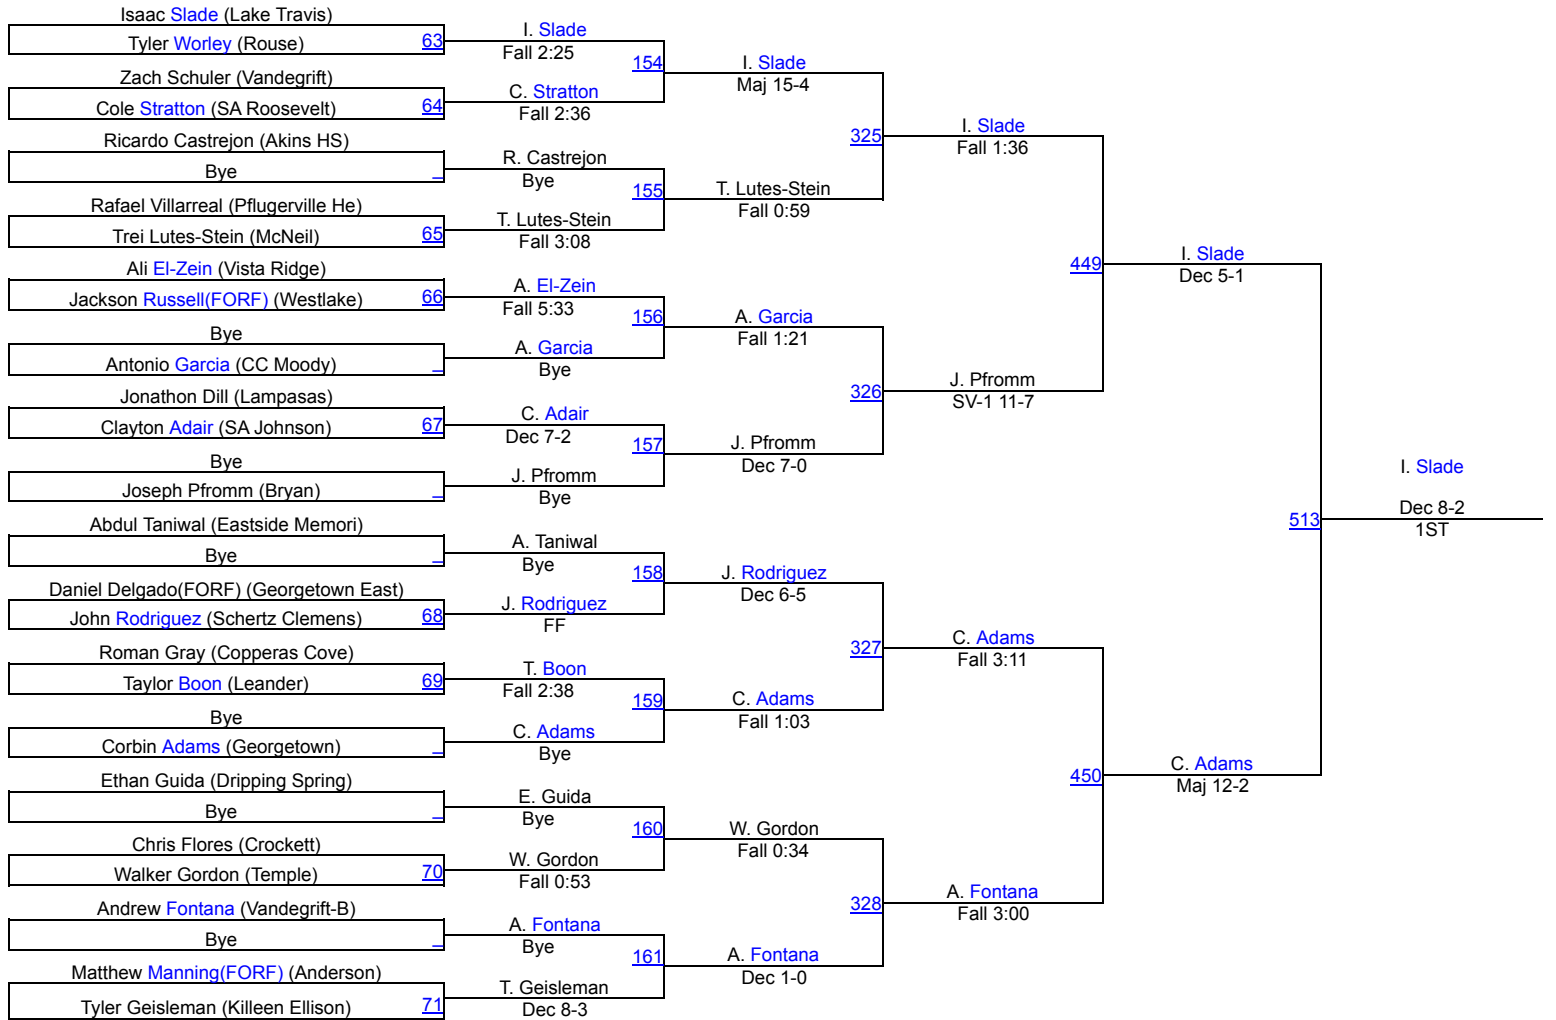 Isaac Slade (Lake Travis)
Tyler Worley (Rouse) 63
Zach Schuler (Vandegrift)
Cole Stratton (SA Roosevelt) 64
Ricardo Castrejon (Akins HS)
Bye _
Rafael Villarreal (Pflugerville He)
Trei Lutes-Stein (McNeil) 65
Ali El-Zein (Vista Ridge)
Jackson Russell(FORF) (Westlake) 66
Bye
Antonio Garcia (CC Moody) _
Jonathon Dill (Lampasas)
Clayton Adair (SA Johnson) 67
Bye
Joseph Pfromm (Bryan) _
Abdul Taniwal (Eastside Memori)
Bye _
Daniel Delgado(FORF) (Georgetown East)
John Rodriguez (Schertz Clemens) 68
Roman Gray (Copperas Cove)
Taylor Boon (Leander) 69
Bye
Corbin Adams (Georgetown) _
Ethan Guida (Dripping Spring)
Bye _
Chris Flores (Crockett)
Walker Gordon (Temple) 70
Andrew Fontana (Vandegrift-B)
Bye _
Matthew Manning(FORF) (Anderson)
Tyler Geisleman (Killeen Ellison) 71
I. Slade
Fall 2:25
154
C. Stratton
Fall 2:36
R. Castrejon
Bye
155
T. Lutes-Stein
Fall 3:08
A. El-Zein
Fall 5:33
156
A. Garcia
Bye
C. Adair
Dec 7-2
157
J. Pfromm
Bye
A. Taniwal
Bye
158
J. Rodriguez
FF
T. Boon
Fall 2:38
159
C. Adams
Bye
E. Guida
Bye
160
W. Gordon
Fall 0:53
A. Fontana
Bye
161
T. Geisleman
Dec 8-3
I. Slade
Maj 15-4
325
T. Lutes-Stein
Fall 0:59
A. Garcia
Fall 1:21
326
J. Pfromm
Dec 7-0
J. Rodriguez
Dec 6-5
327
C. Adams
Fall 1:03
W. Gordon
Fall 0:34
328
A. Fontana
Dec 1-0
I. Slade
Fall 1:36
449
J. Pfromm
SV-1 11-7
C. Adams
Fall 3:11
450
A. Fontana
Fall 3:00
I. Slade
Dec 5-1
513
C. Adams
Maj 12-2
I. Slade
Dec 8-2
1ST